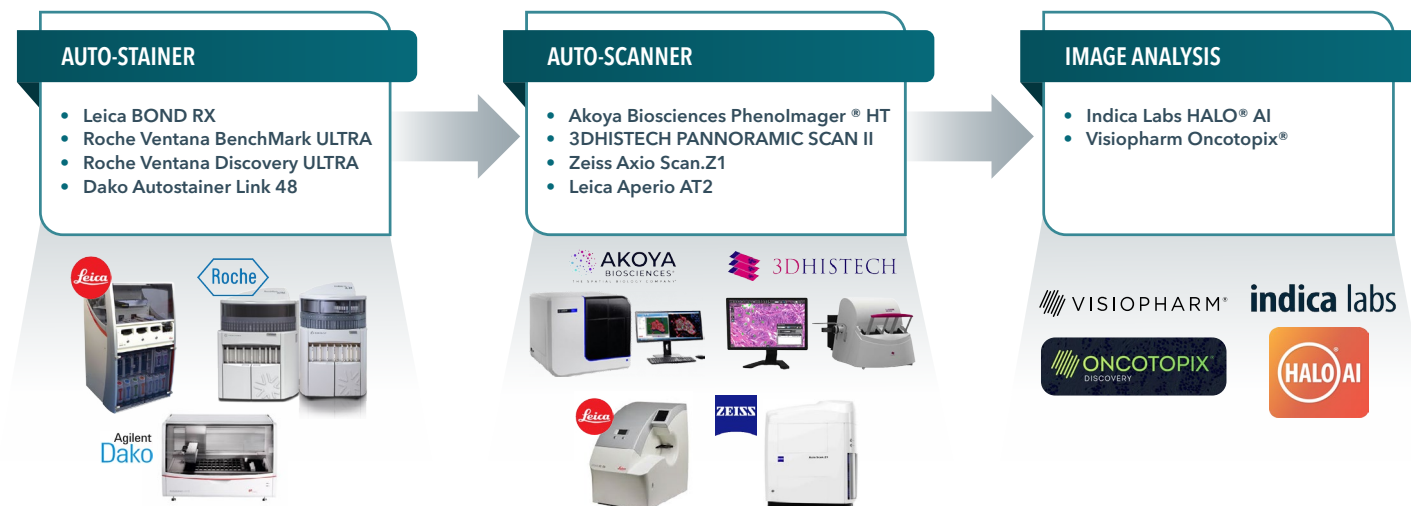 AUTO-STAINER
• Leica BOND RX
• Roche Ventana BenchMark ULTRA
• Roche Ventana Discovery ULTRA
• Dako Autostainer Link 48
AUTO-SCANNER
• Akoya Biosciences PhenoImager ® HT
• 3DHISTECH PANNORAMIC SCAN II
• Zeiss Axio Scan.Z1
• Leica Aperio AT2
IMAGE ANALYSIS
• Indica Labs HALO® AI
• Visiopharm Oncotopix®
Leica
Roche
Agilent
Dako
AKOYA
BIOSCIENCES
THE SPATIAL BIOLOGY COMPANY
3DHISTECH
Leica
ZEISS
VISIOPHARM®
indica labs
ONCOTOPIX
DISCOVERY
HALO® AI